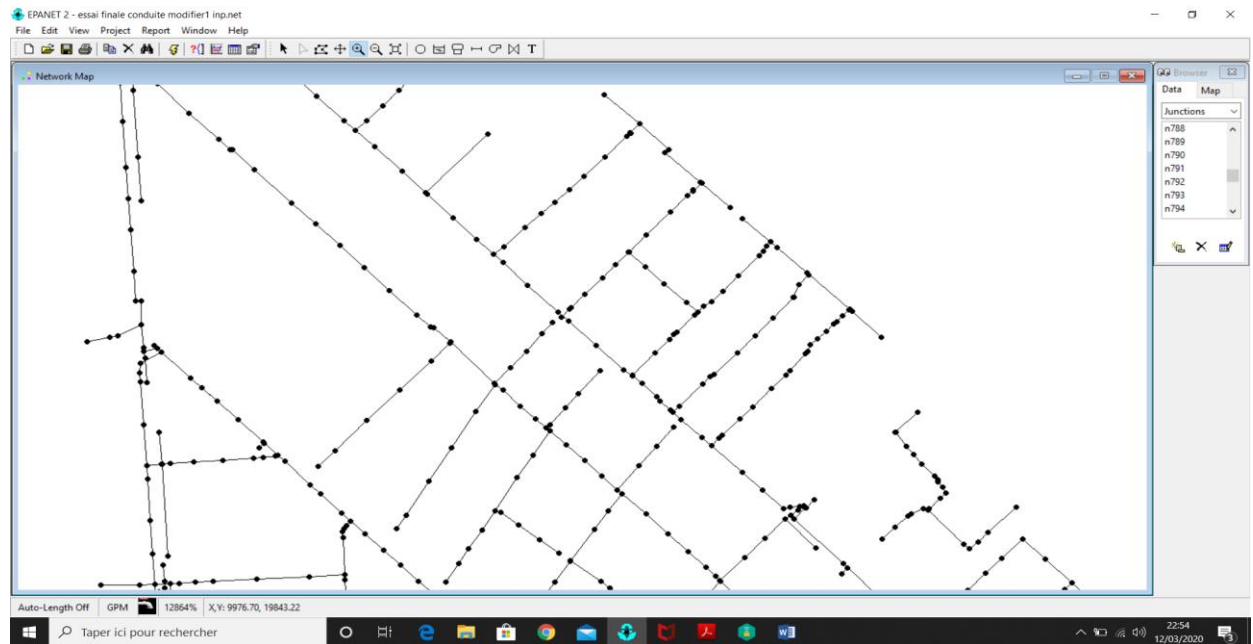 EPANET 2 - essai finale conduite modifier1 inp.net
File Edit View Project Report Window Help
T
Network Map
Browser
Data Map
Junctions
n788
n789
n790
n791
n792
n793
n794
Auto-Length Off GPM 12864% X,Y: 9976.70, 19843.22
Taper ici pour rechercher
22:54
12/03/2020
3